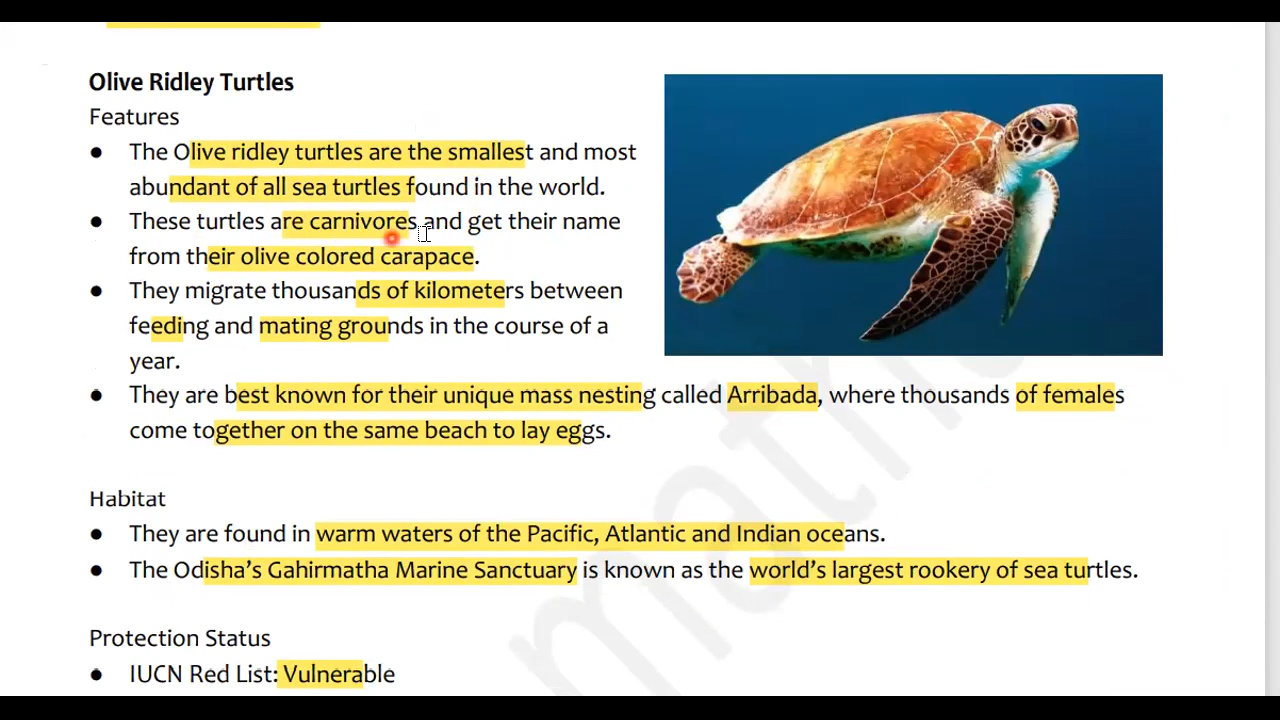 Olive Ridley Turtles
Features
● The Olive ridley turtles are the smallest and most
abundant of all sea turtles found in the world.
● These turtles are carnivores and get their name
from their olive colored carapace.
● They migrate thousands of kilometers between
feeding and mating grounds in the course of a
year.
● They are best known for their unique mass nesting called Arribada, where thousands of females
come together on the same beach to lay eggs.
Habitat
● They are found in warm waters of the Pacific, Atlantic and Indian oceans.
● The Odisha’s Gahirmatha Marine Sanctuary is known as the world’s largest rookery of sea turtles.
Protection Status
● IUCN Red List: Vulnerable